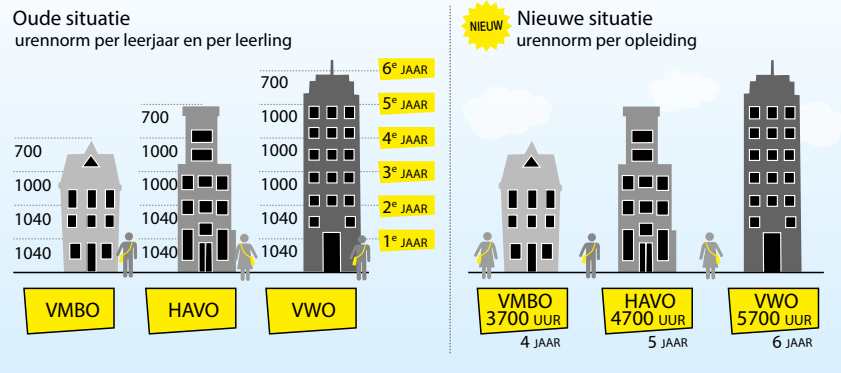 Oude situatie
urennorm per leerjaar en per leerling
6e JAAR
700
5e JAAR
700
1000
4e JAAR
700
1000
1000
3e JAAR
1000
1000
1000
2e JAAR
1040
1040
1040
1e JAAR
1040
1040
1040
VMBO
HAVO
VWO
NIEUW
Nieuwe situatie
urennorm per opleiding
VMBO
3700 UUR
4 JAAR
HAVO
4700 UUR
5 JAAR
VWO
5700 UUR
6 JAAR